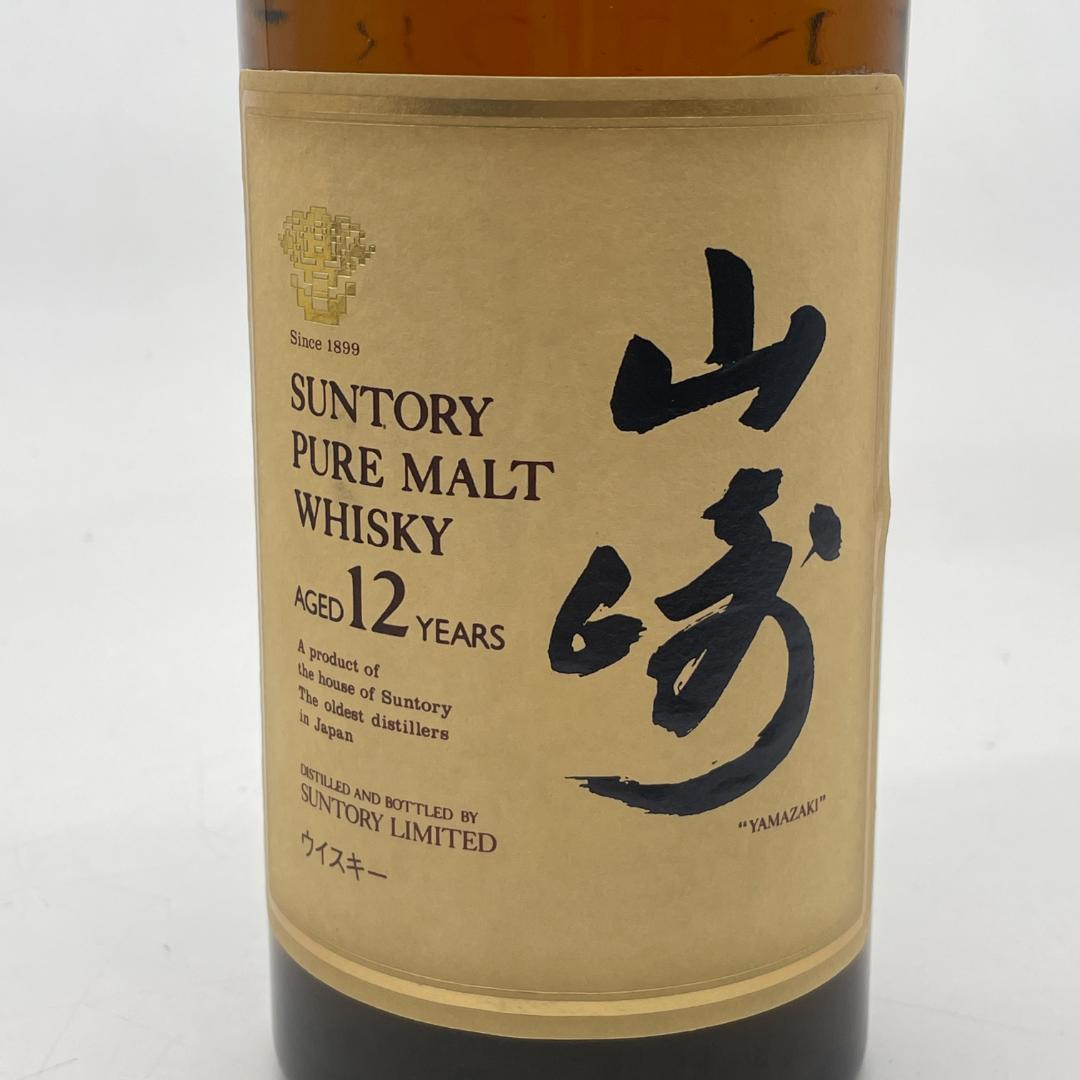 Since 1899
SUNTORY
PURE MALT
WHISKY
AGED 12 YEARS
A product of
the house of Suntory
The oldest distillers
in Japan
DISTILLED AND BOTTLED BY
SUNTORY LIMITED
ウイスキー
山崎
“YAMAZAKI”